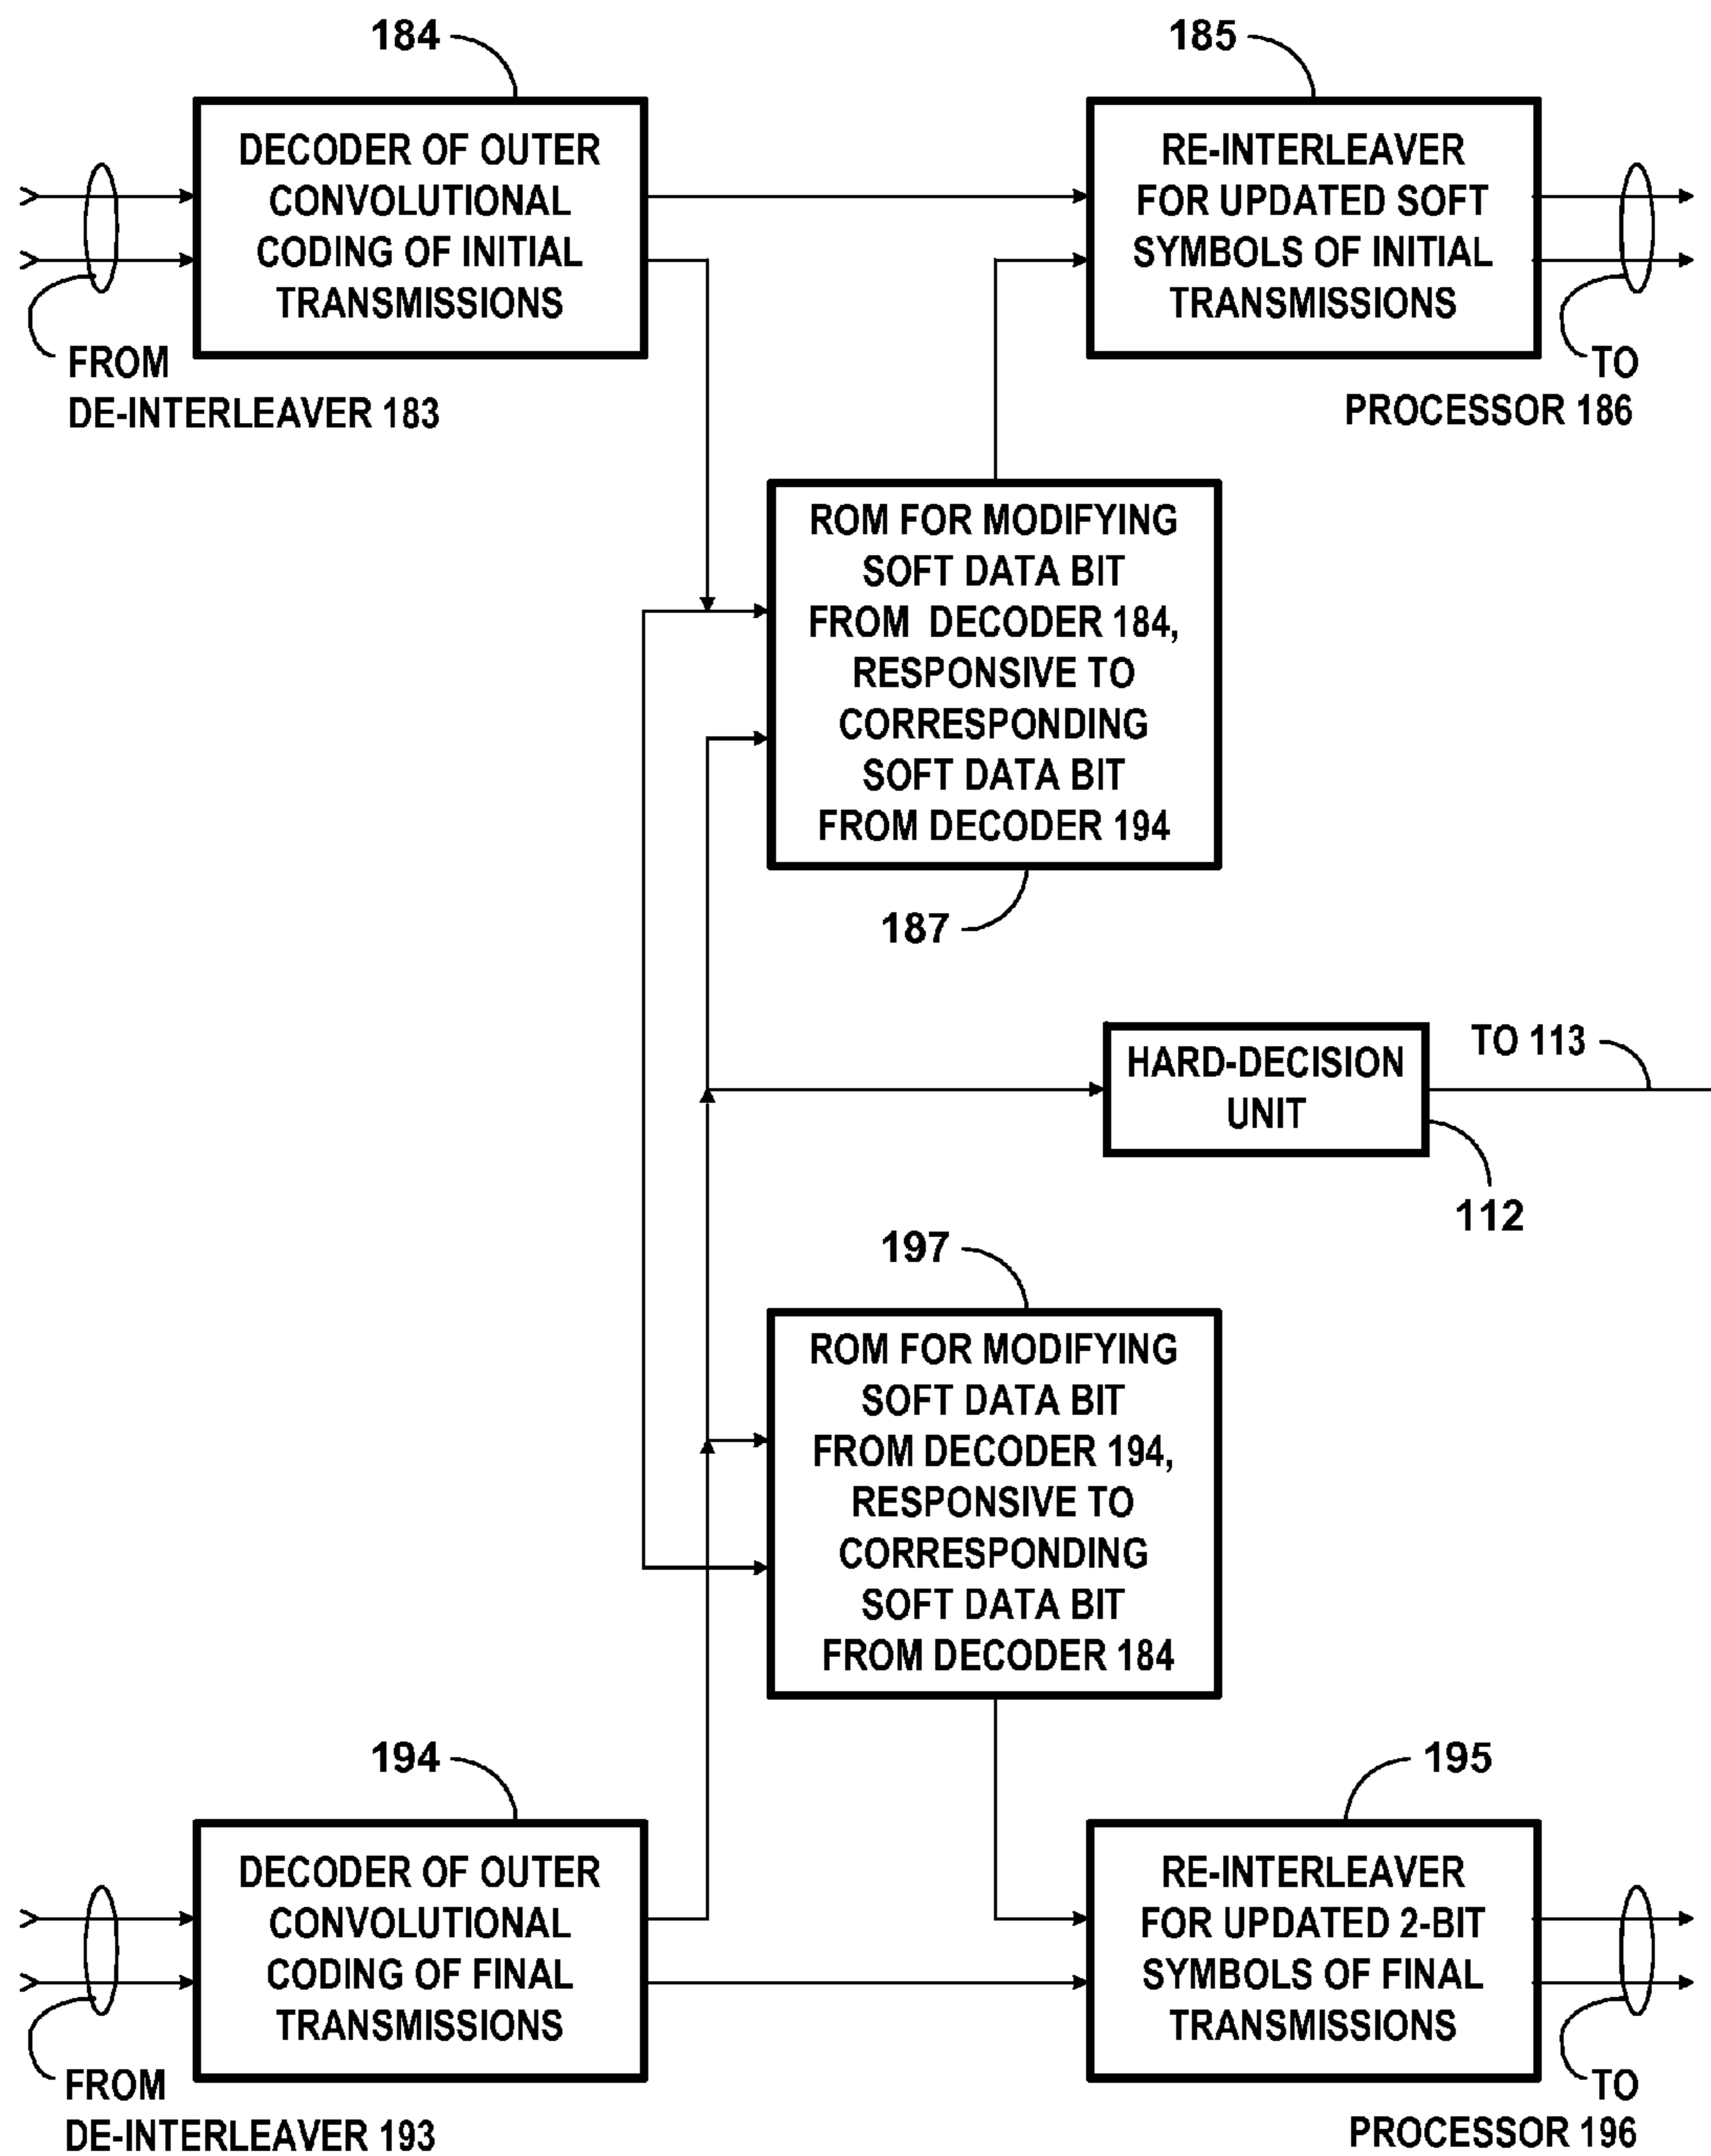 184
185
DECODER OF OUTER
CONVOLUTIONAL
CODING OF INITIAL
TRANSMISSIONS
RE-INTERLEAVER
FOR UPDATED SOFT
SYMBOLS OF INITIAL
TRANSMISSIONS
FROM
DE-INTERLEAVER 183
TO
PROCESSOR 186
ROM FOR MODIFYING
SOFT DATA BIT
FROM DECODER 184,
RESPONSIVE TO
CORRESPONDING
SOFT DATA BIT
FROM DECODER 194
187
HARD-DECISION
UNIT
TO 113
112
197
ROM FOR MODIFYING
SOFT DATA BIT
FROM DECODER 194,
RESPONSIVE TO
CORRESPONDING
SOFT DATA BIT
FROM DECODER 184
194
195
DECODER OF OUTER
CONVOLUTIONAL
CODING OF FINAL
TRANSMISSIONS
RE-INTERLEAVER
FOR UPDATED 2-BIT
SYMBOLS OF FINAL
TRANSMISSIONS
FROM
DE-INTERLEAVER 193
TO
PROCESSOR 196